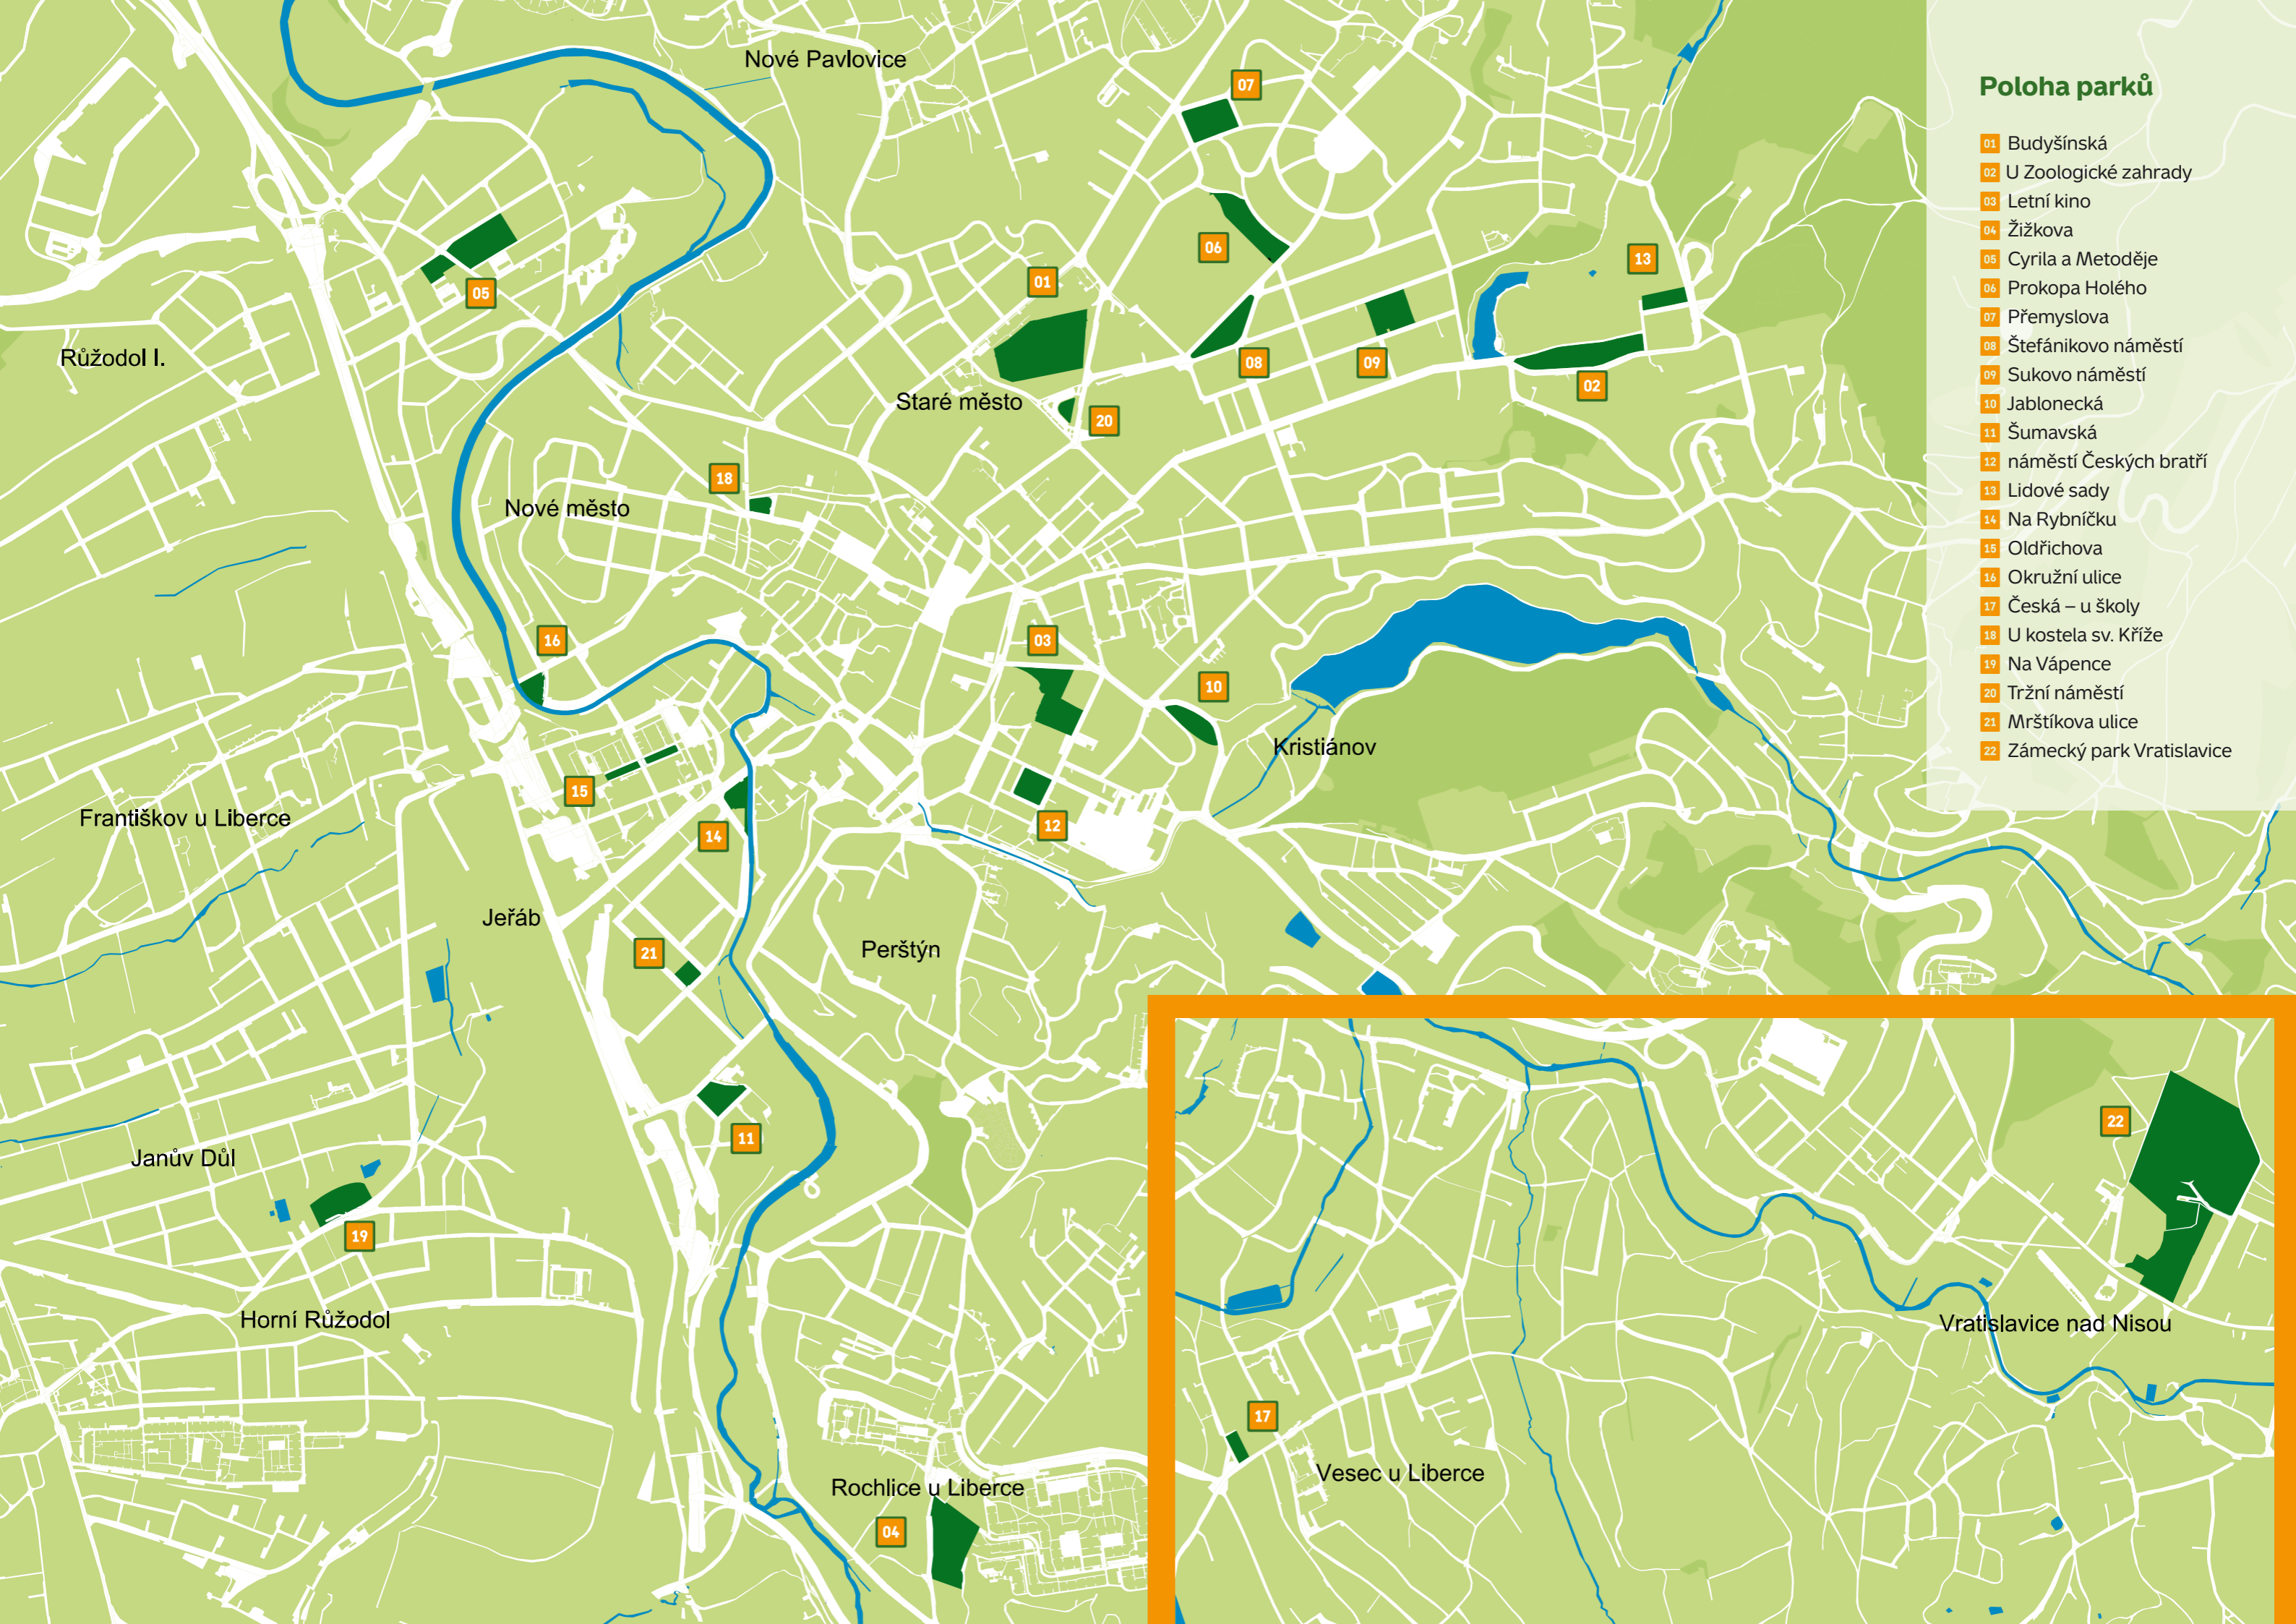 Nové Pavlovice
07
06
13
01
05
Růžodol I.
08
09
02
Staré město
20
18
Nové město
16
03
10
Kristiánov
15
Františkov u Liberce
14
12
Jeřáb
21
Perštýn
11
Janův Důl
19
Horní Růžodol
Rochlice u Liberce
04
22
Vratislavice nad Nisou
17
Vesec u Liberce
Poloha parků
01 Budyšínská
02 U Zoologické zahrady
03 Letní kino
04 Žižkova
05 Cyrila a Metoděje
06 Prokopa Holého
07 Přemyslova
08 Štefánikovo náměstí
09 Sukovo náměstí
10 Jablonecká
11 Šumavská
12 náměstí Českých bratří
13 Lidové sady
14 Na Rybníčku
15 Oldřichova
16 Okružní ulice
17 Česká – u školy
18 U kostela sv. Kříže
19 Na Vápence
20 Tržní náměstí
21 Mrštíkova ulice
22 Zámecký park Vratislavice